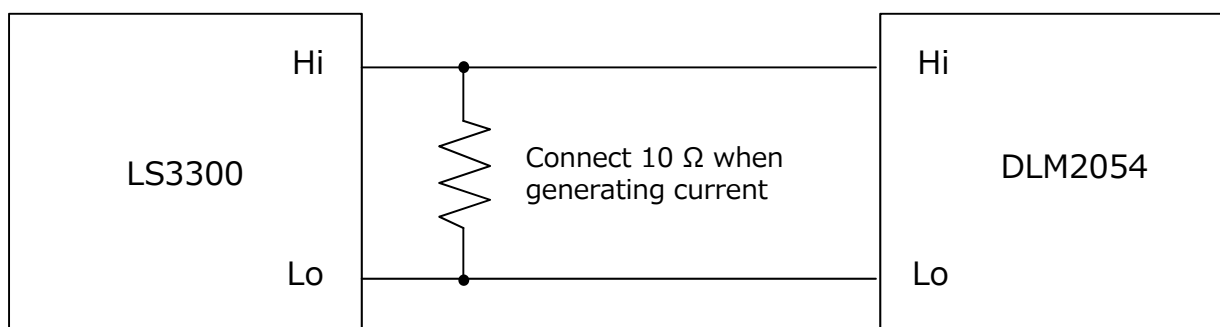 Hi
Hi
LS3300
Connect 10 Ω when
generating current
DLM2054
Lo
Lo